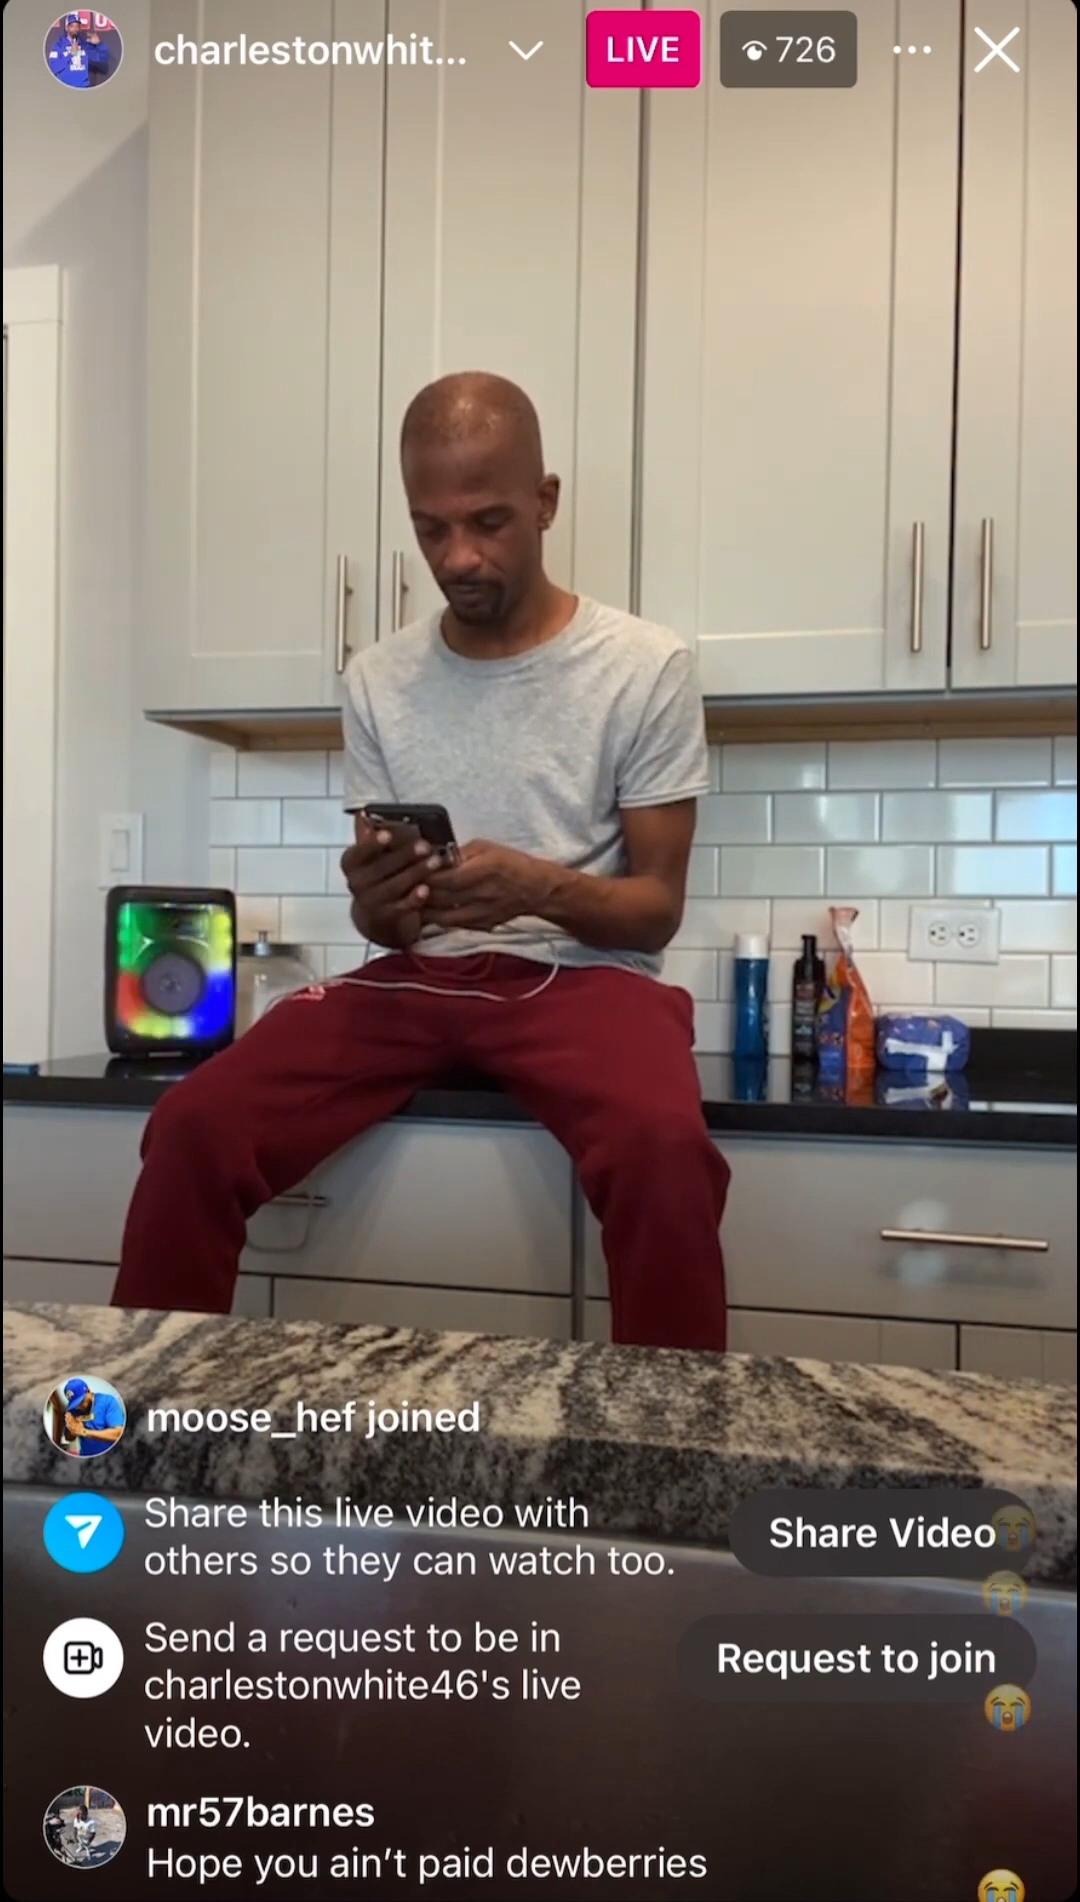 charlestonwhit...
LIVE
726
moose_hef joined
Share this live video with
others so they can watch too.
Share Video
Send a request to be in
charlestonwhite46's live
video.
Request to join
mr57barnes
Hope you ain’t paid dewberries